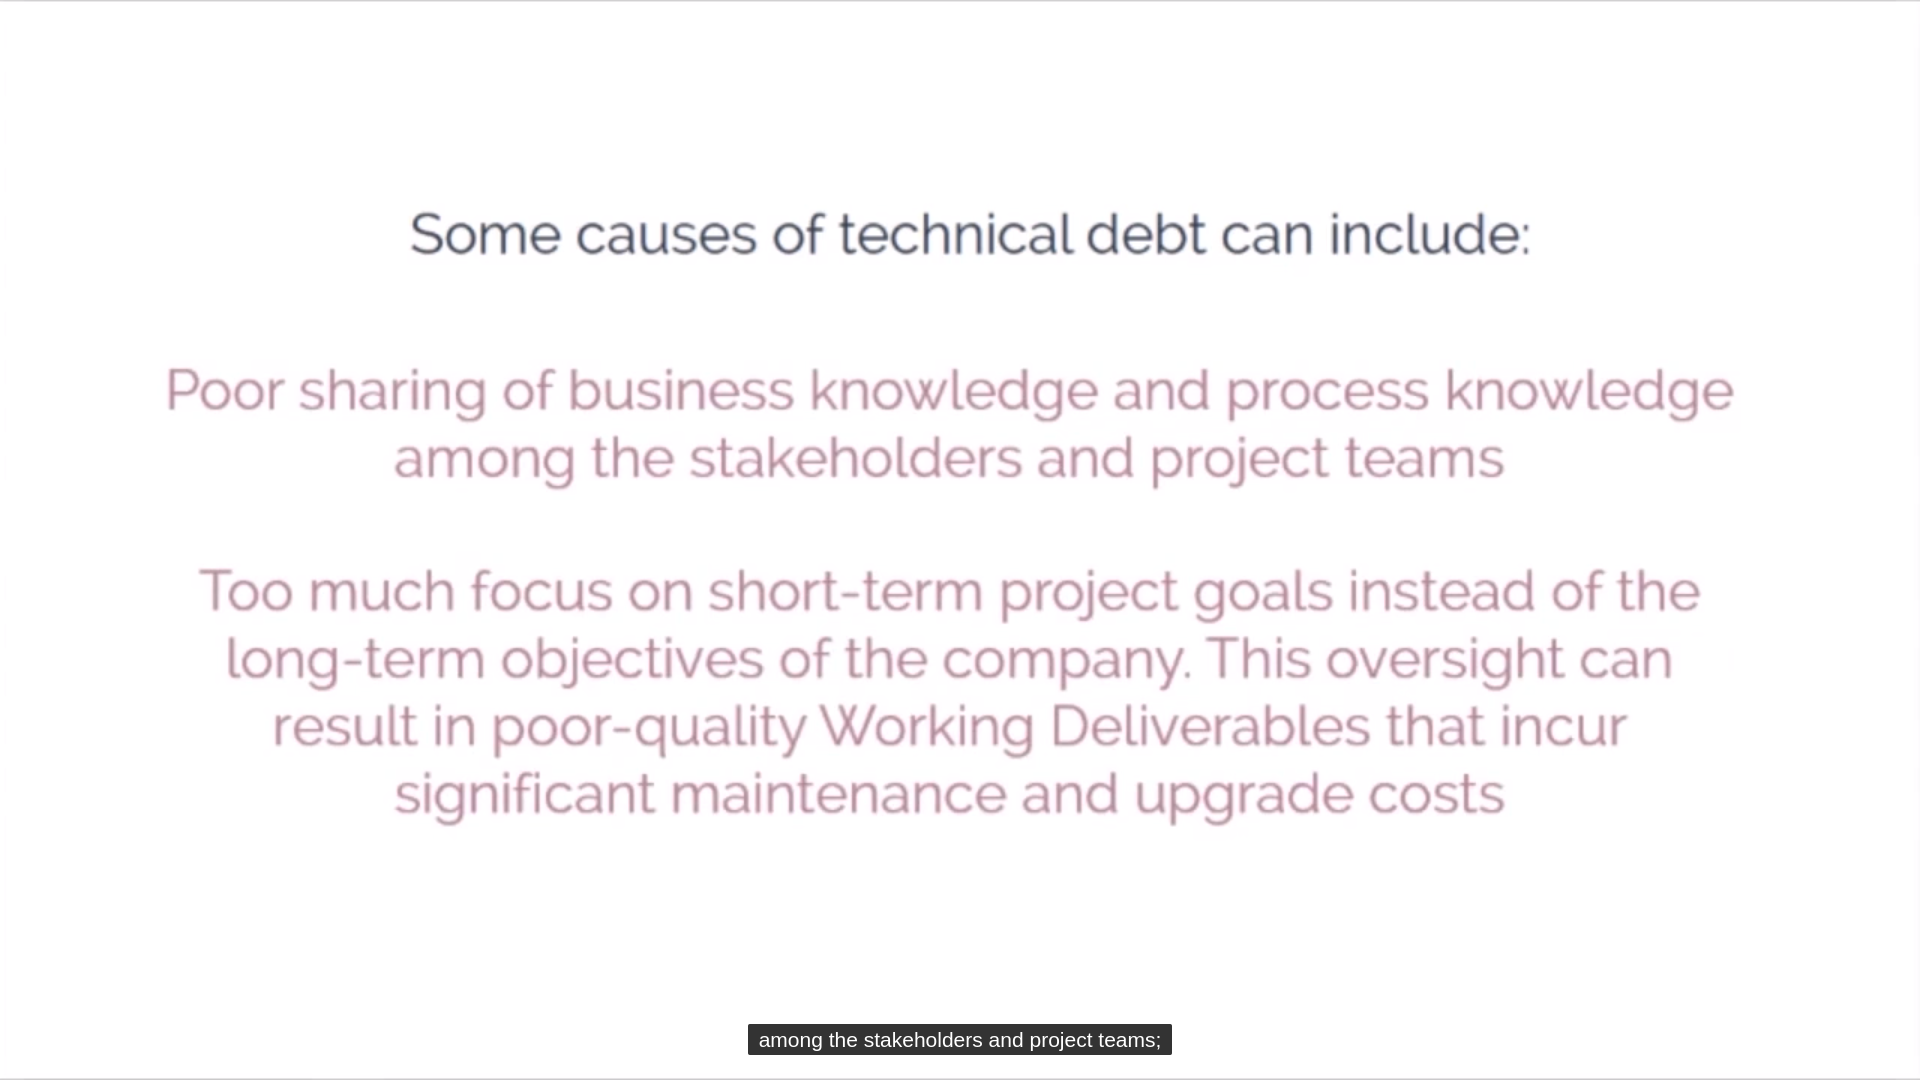 Some causes of technical debt can include:
Poor sharing of business knowledge and process knowledge
among the stakeholders and project teams
Too much focus on short-term project goals instead of the
long-term objectives of the company. This oversight can
result in poor-quality Working Deliverables that incur
significant maintenance and upgrade costs
among the stakeholders and project teams;